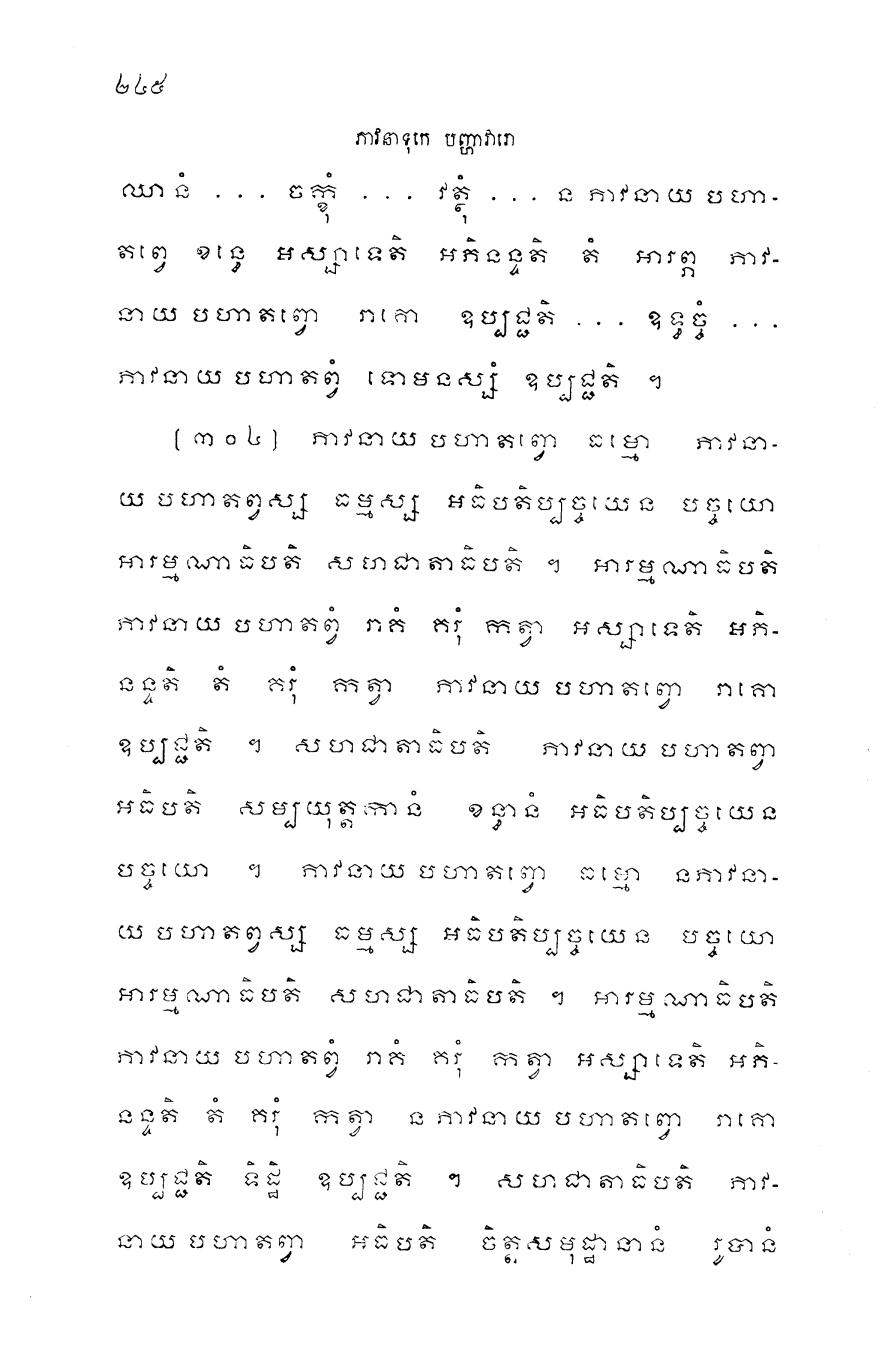 ២៤៥
ភាវនាទុកេ បញ្ហាវារោ
ឈានំ ... ចក្ខុំ ... វត្ថុំ ... ន ភាវនាយ បហា-
តព្វេ ខន្ធេ អស្សាទេតិ អភិនន្ទតិ តំ អារព្ភ ភាវ-
នាយ បហាតព្វោ រាគោ ឧប្បជ្ជតិ ... ឧទ្ធច្ចំ ...
ភាវនាយ បហាតព្វំ ទោមនស្សំ ឧប្បជ្ជតិ ។
[៣០៤] ភាវនាយ បហាតព្វោ ធម្មោ ភាវនា-
យ បហាតព្វស្ស ធម្មស្ស អធិបតិប្បច្ចយេន បច្ចយោ
អារម្មណាធិបតិ សហជាតាធិបតិ ។ អារម្មណាធិបតិ
ភាវនាយ បហាតព្វំ រាគំ គរុំ កត្វា អស្សាទេតិ អភិ-
នន្ទតិ តំ គរុំ កត្វា ភាវនាយ បហាតព្វោ រាគោ
ឧប្បជ្ជតិ ។ សហជាតាធិបតិ ភាវនាយ បហាតព្វា
អធិបតិ សម្បយុត្តកានំ ខន្ធានំ អធិបតិប្បច្ចយេន
បច្ចយោ ។ ភាវនាយ បហាតព្វោ ធម្មោ នភាវនា-
យ បហាតព្វស្ស ធម្មស្ស អធិបតិប្បច្ចយេន បច្ចយោ
អារម្មណាធិបតិ សហជាតាធិបតិ ។ អារម្មណាធិបតិ
ភាវនាយ បហាតព្វំ រាគំ គរុំ កត្វា អស្សាទេតិ អភិ-
នន្ទតិ តំ គរុំ កត្វា ន ភាវនាយ បហាតព្វោ រាគោ
ឧប្បជ្ជតិ ទិដ្ឋិ ឧប្បជ្ជតិ ។ សហជាតាធិបតិ ភាវ-
នាយ បហាតព្វា អធិបតិ ចិត្តសមុដ្ឋានានំ រូបានំ